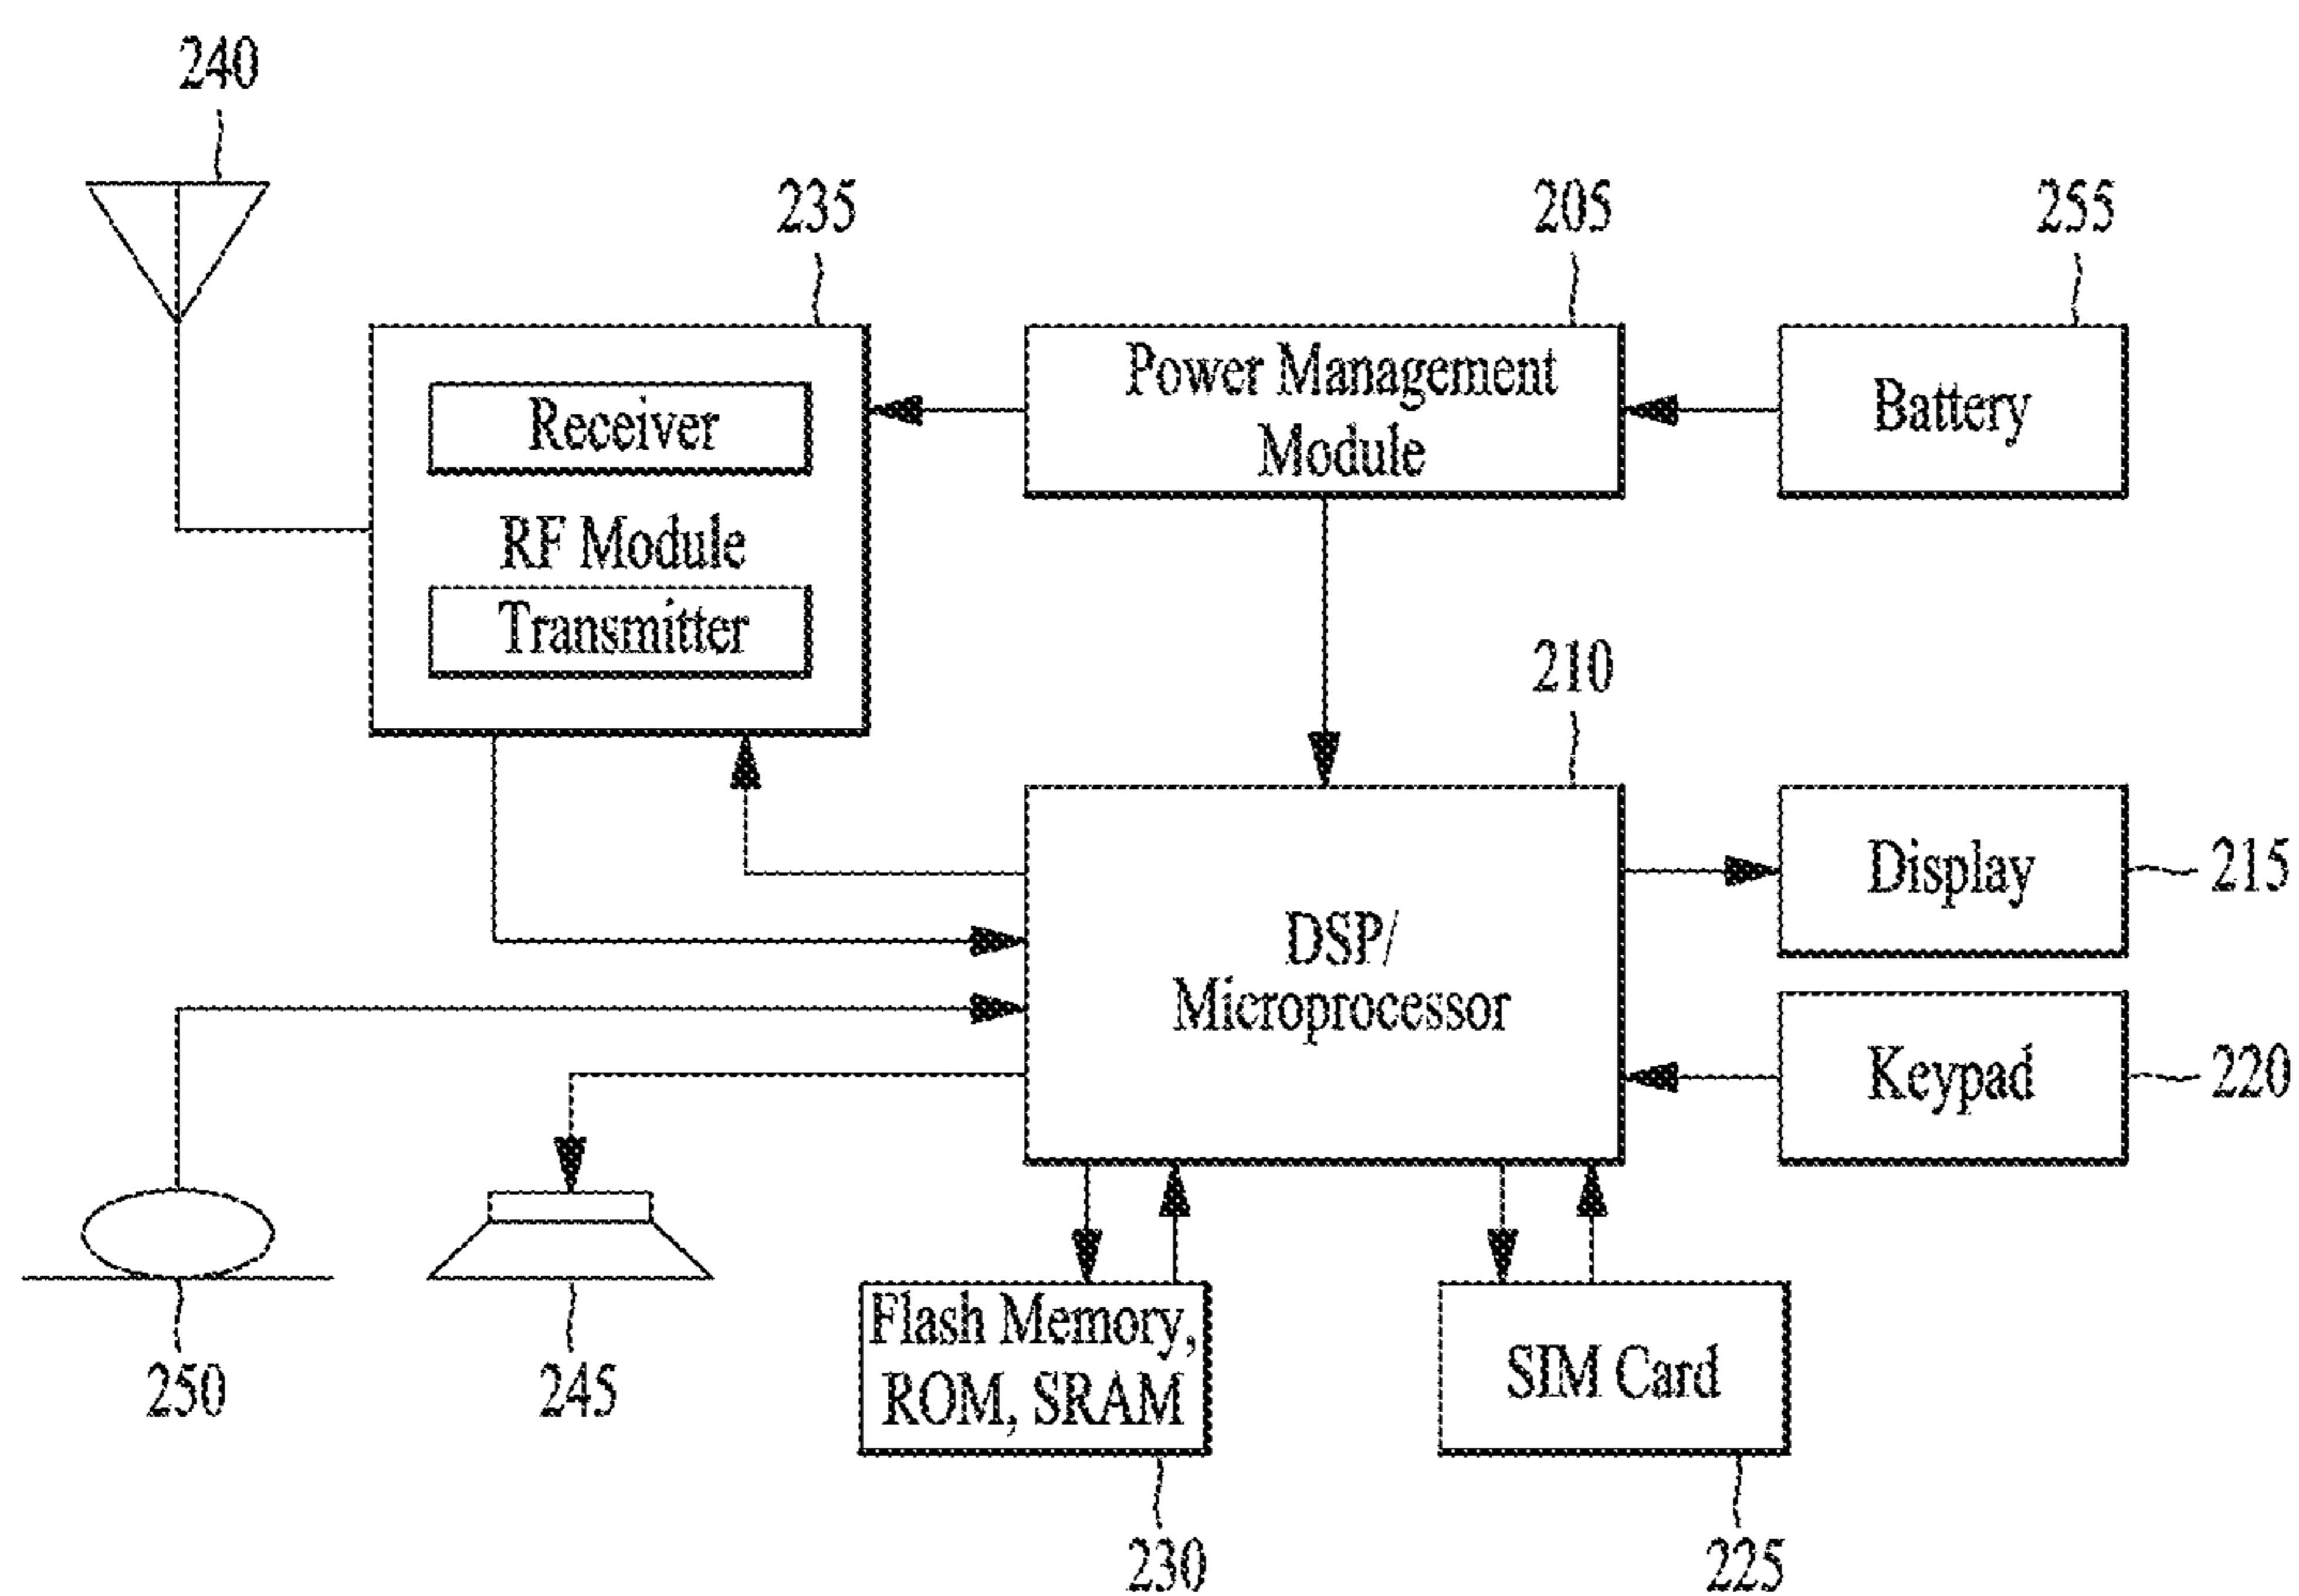 240
235
205
255
Receiver
RF Module
Transmitter
Power Management
Module
Battery
210
DSP/
Microprocessor
Display
215
Keypad
220
250
245
Flash Memory,
ROM, SRAM
SIM Card
230
225